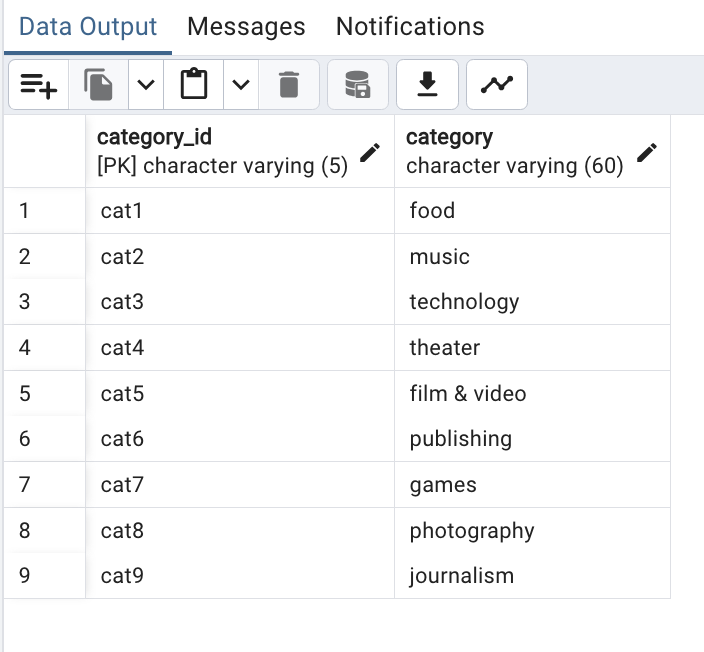 Data Output Messages Notifications
category_id category
[PK] character varying (5) character varying (60)
1 cat1 food
2 cat2 music
3 cat3 technology
4 cat4 theater
5 cat5 film & video
6 cat6 publishing
7 cat7 games
8 cat8 photography
9 cat9 journalism